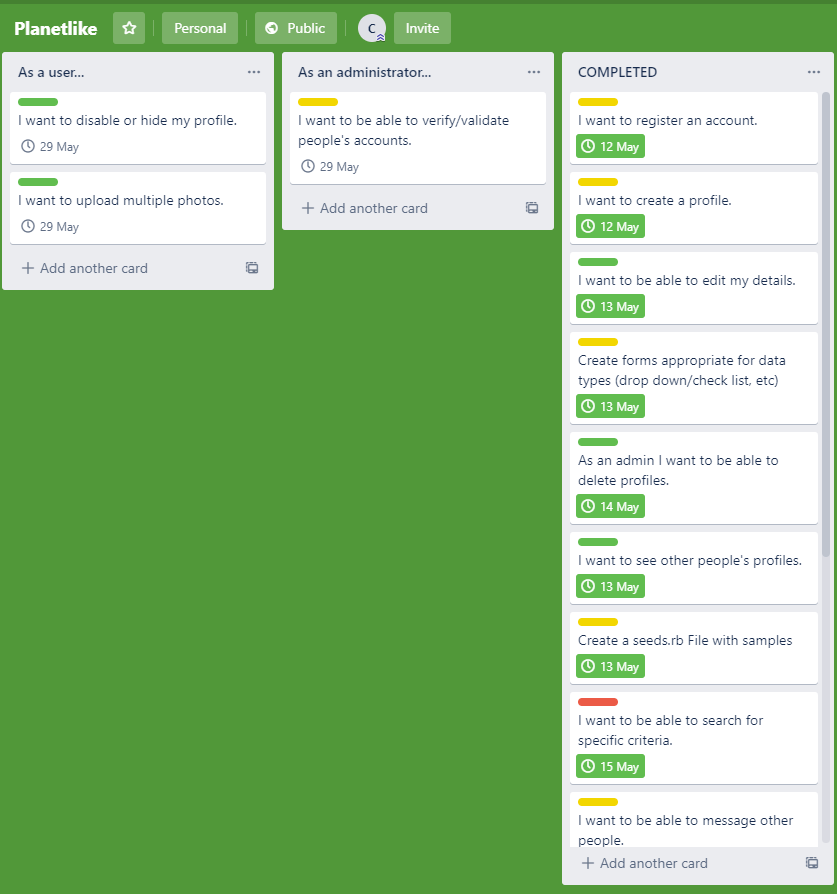 Planetlike
Personal
Public
C
Invite
As a user...
I want to disable or hide my profile.
29 May
I want to upload multiple photos.
29 May
+ Add another card
As an administrator...
I want to be able to verify/validate
people's accounts.
29 May
+ Add another card
COMPLETED
I want to register an account.
12 May
I want to create a profile.
12 May
I want to be able to edit my details.
13 May
Create forms appropriate for data
types (drop down/check list, etc)
13 May
As an admin I want to be able to
delete profiles.
14 May
I want to see other people's profiles.
13 May
Create a seeds.rb File with samples
13 May
I want to be able to search for
specific criteria.
15 May
I want to be able to message other
people.
+ Add another card